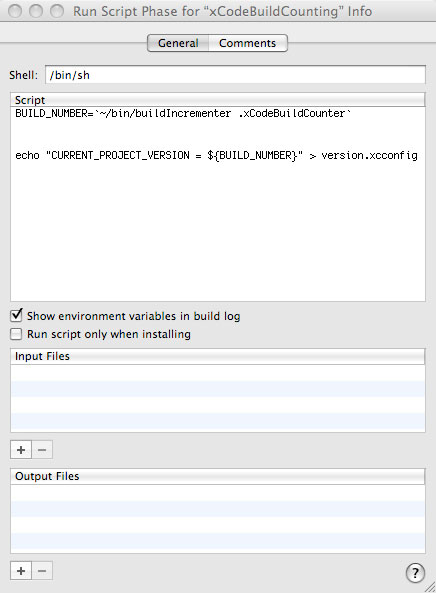 Run Script Phase for “xCodeBuildCounting” Info
General Comments
Shell: /bin/sh
Script
BUILD_NUMBER=`~/bin/buildIncrementer .xCodeBuildCounter`
echo "CURRENT_PROJECT_VERSION = ${BUILD_NUMBER}" > version.xcconfig
Show environment variables in build log
Run script only when installing
Input Files
+ −
Output Files
+ −
?